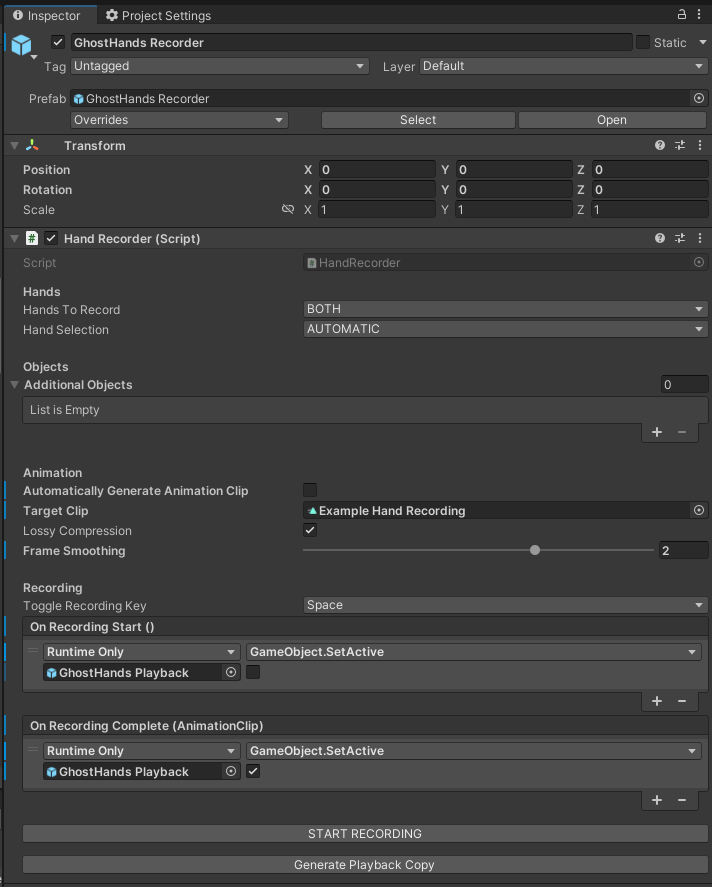 Inspector Project Settings
GhostHands Recorder Static
Tag Untagged Layer Default
Prefab GhostHands Recorder
Overrides Select Open
Transform
Position X 0 Y 0 Z 0
Rotation X 0 Y 0 Z 0
Scale X 1 Y 1 Z 1
# Hand Recorder (Script)
Script # HandRecorder
Hands
Hands To Record BOTH
Hand Selection AUTOMATIC
Objects
Additional Objects 0
List is Empty
Animation
Automatically Generate Animation Clip
Target Clip Example Hand Recording
Lossy Compression
Frame Smoothing 2
Recording
Toggle Recording Key Space
On Recording Start ()
Runtime Only GameObject.SetActive
GhostHands Playback
On Recording Complete (AnimationClip)
Runtime Only GameObject.SetActive
GhostHands Playback
START RECORDING
Generate Playback Copy